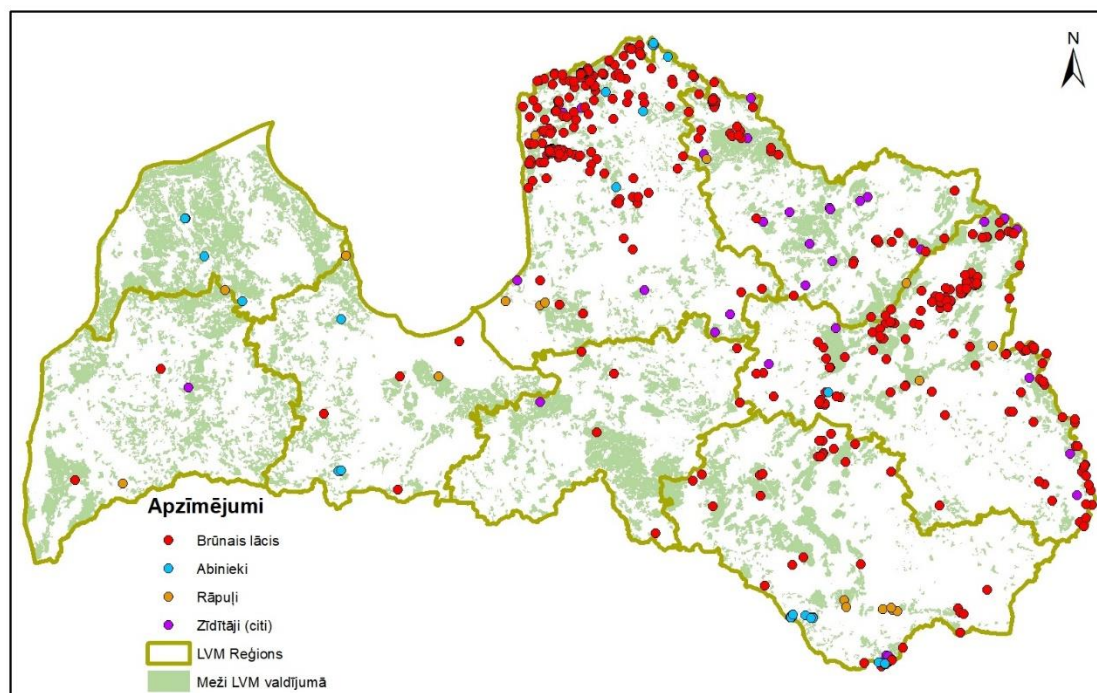 N
Apzīmējumi
Brūnais lācis
Abinieki
Rāpuļi
Zīdītāji (citi)
LVM Reģions
Meži LVM valdījumā